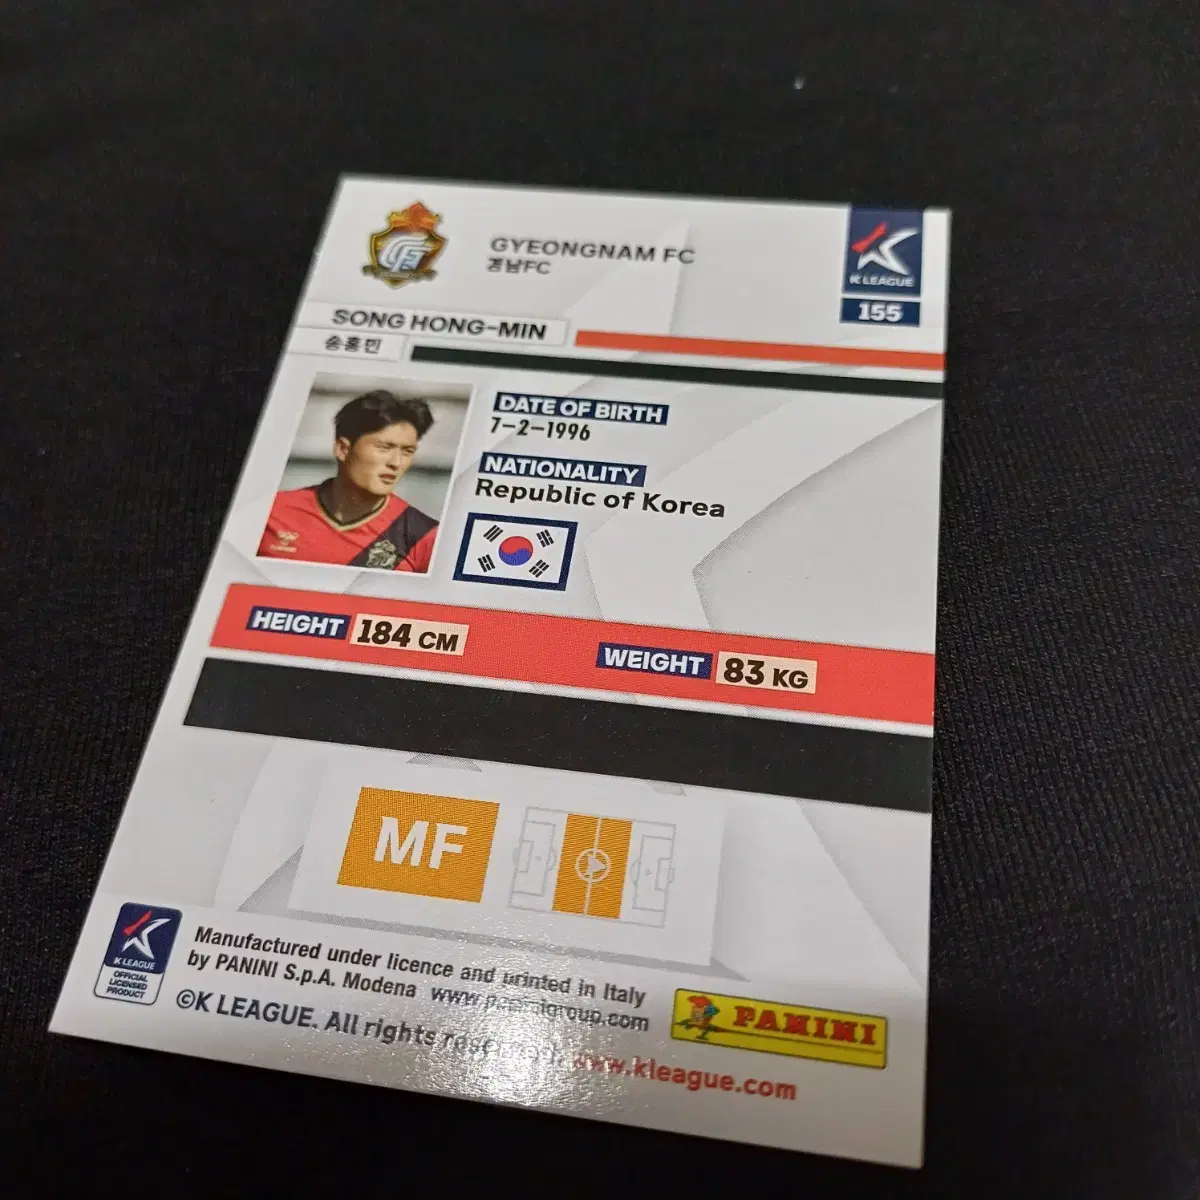 GYEONGNAM FC
경남FC
K LEAGUE
155
SONG HONG-MIN
송홍민
DATE OF BIRTH
7-2-1996
NATIONALITY
Republic of Korea
HEIGHT 184 CM
WEIGHT 83 KG
MF
K LEAGUE
OFFICIAL
LICENSED
PRODUCT
Manufactured under licence and printed in Italy
by PANINI S.p.A. Modena www.paninigroup.com
©K LEAGUE. All rights reserved. www.kleague.com
PANINI